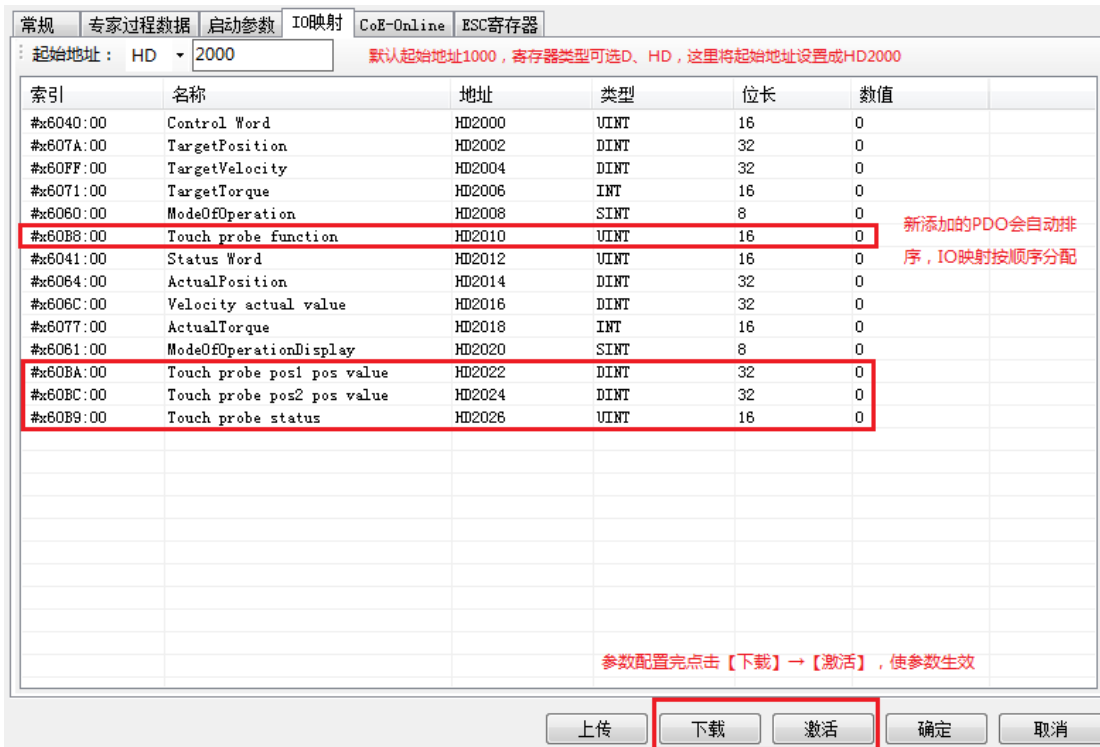 常规 专家过程数据 启动参数 IO映射 CoE-Online ESC寄存器
起始地址： HD 2000 默认起始地址1000，寄存器类型可选D、HD，这里将起始地址设置成HD2000
索引 名称 地址 类型 位长 数值
#x6040:00 Control Word HD2000 UINT 16 0
#x607A:00 TargetPosition HD2002 DINT 32 0
#x60FF:00 TargetVelocity HD2004 DINT 32 0
#x6071:00 TargetTorque HD2006 INT 16 0
#x6060:00 ModeOfOperation HD2008 SINT 8 0
#x60B8:00 Touch probe function HD2010 UINT 16 0
新添加的PDO会自动排
序，IO映射按顺序分配
#x6041:00 Status Word HD2012 UINT 16 0
#x6064:00 ActualPosition HD2014 DINT 32 0
#x606C:00 Velocity actual value HD2016 DINT 32 0
#x6077:00 ActualTorque HD2018 INT 16 0
#x6061:00 ModeOfOperationDisplay HD2020 SINT 8 0
#x60BA:00 Touch probe pos1 pos value HD2022 DINT 32 0
#x60BC:00 Touch probe pos2 pos value HD2024 DINT 32 0
#x60B9:00 Touch probe status HD2026 UINT 16 0
参数配置完点击【下载】→【激活】，使参数生效
上传 下载 激活 确定 取消